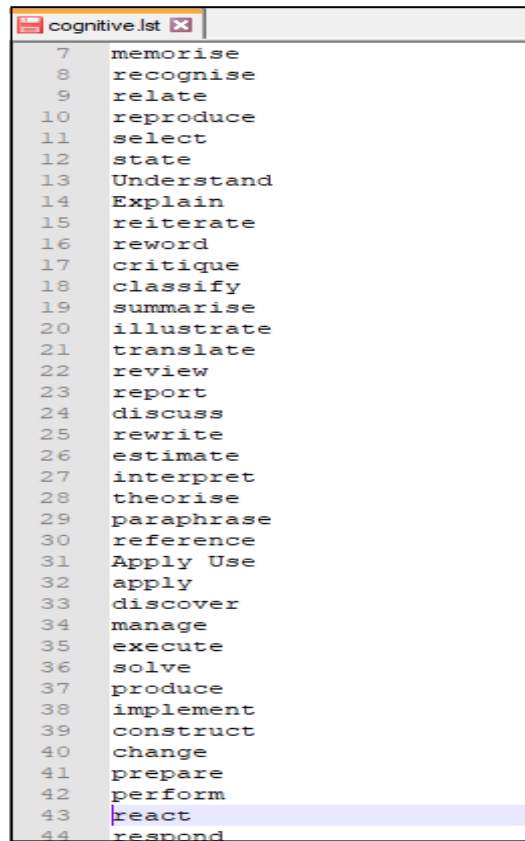 cognitive.lst
7 memorise
8 recognise
9 relate
10 reproduce
11 select
12 state
13 Understand
14 Explain
15 reiterate
16 reword
17 critique
18 classify
19 summarise
20 illustrate
21 translate
22 review
23 report
24 discuss
25 rewrite
26 estimate
27 interpret
28 theorise
29 paraphrase
30 reference
31 Apply Use
32 apply
33 discover
34 manage
35 execute
36 solve
37 produce
38 implement
39 construct
40 change
41 prepare
42 perform
43 react
44 respond